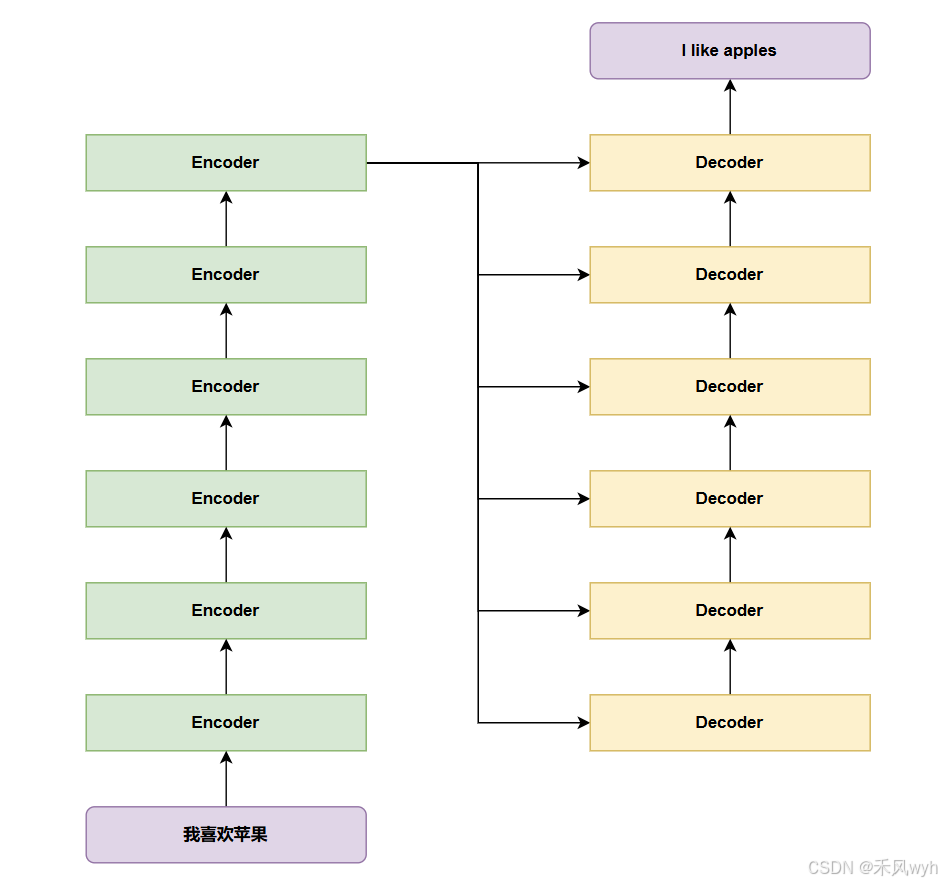 I like apples
Encoder
Decoder
Encoder
Decoder
Encoder
Decoder
Encoder
Decoder
Encoder
Decoder
Encoder
Decoder
我喜欢苹果
CSDN @禾风wyh